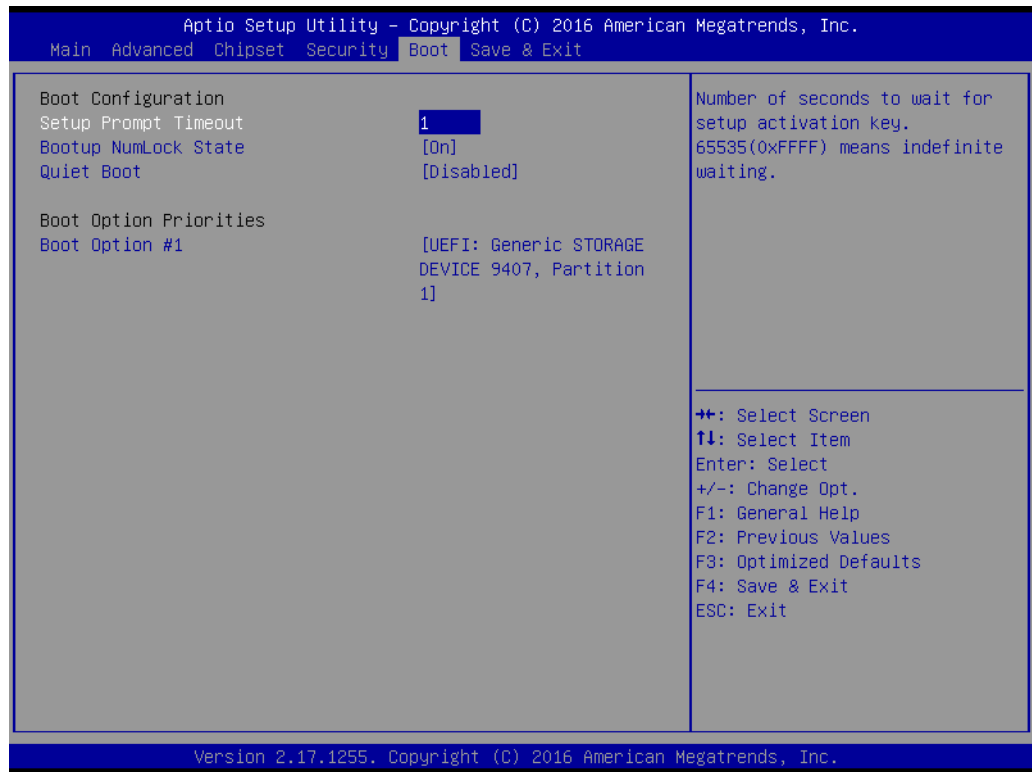 Aptio Setup Utility – Copyright (C) 2016 American Megatrends, Inc.
Main Advanced Chipset Security Boot Save & Exit
Boot Configuration
Setup Prompt Timeout 1
Bootup NumLock State [On]
Quiet Boot [Disabled]
Boot Option Priorities
Boot Option #1 [UEFI: Generic STORAGE
DEVICE 9407, Partition
1]
Number of seconds to wait for
setup activation key.
65535(0xFFFF) means indefinite
waiting.
→←: Select Screen
↑↓: Select Item
Enter: Select
+/-: Change Opt.
F1: General Help
F2: Previous Values
F3: Optimized Defaults
F4: Save & Exit
ESC: Exit
Version 2.17.1255. Copyright (C) 2016 American Megatrends, Inc.